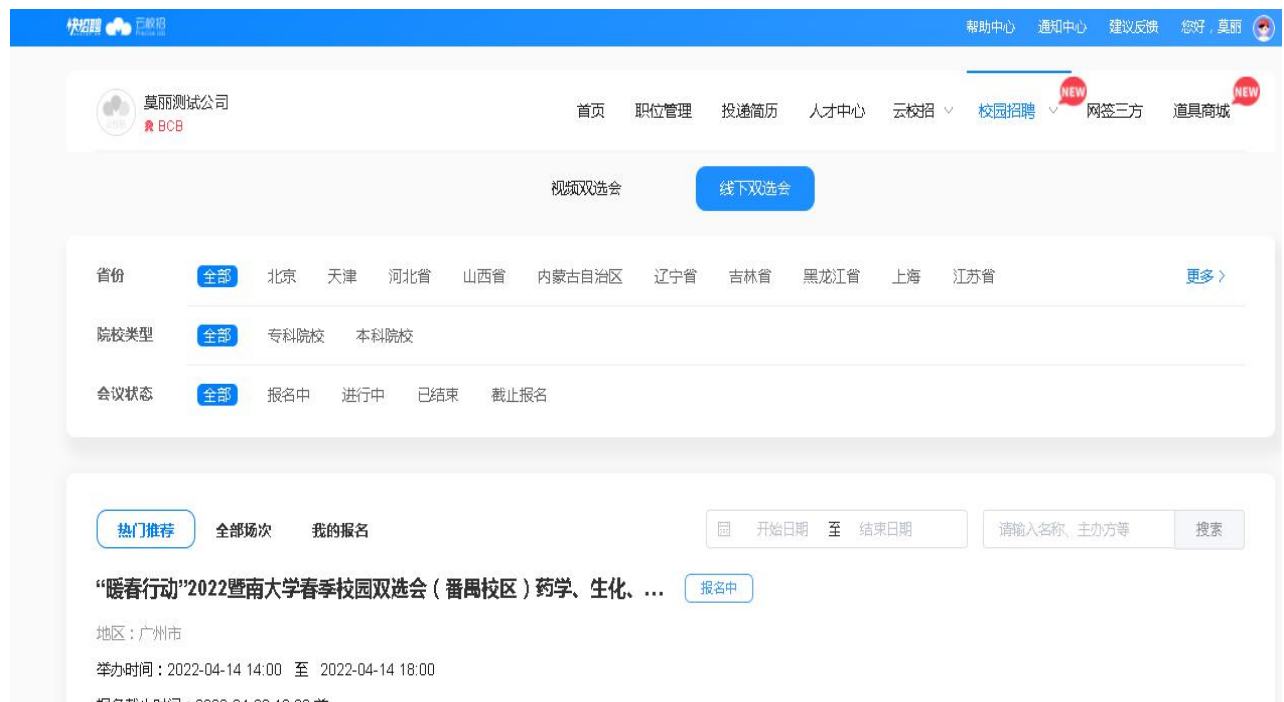 快招聘 云校招
帮助中心 通知中心 建议反馈 您好，莫丽
莫丽测试公司
BCB
首页 职位管理 投递简历 人才中心 云校招 校园招聘 NEW 网签三方 道具商城 NEW
视频双选会 线下双选会
省份 全部 北京 天津 河北省 山西省 内蒙古自治区 辽宁省 吉林省 黑龙江省 上海 江苏省 更多
院校类型 全部 专科院校 本科院校
会议状态 全部 报名中 进行中 已结束 截止报名
热门推荐 全部场次 我的报名 开始日期 至 结束日期 请输入名称、主办方等 搜素
“暖春行动”2022暨南大学春季校园双选会（番禺校区）药学、生化、... 报名中
地区：广州市
举办时间：2022-04-14 14:00 至 2022-04-14 18:00